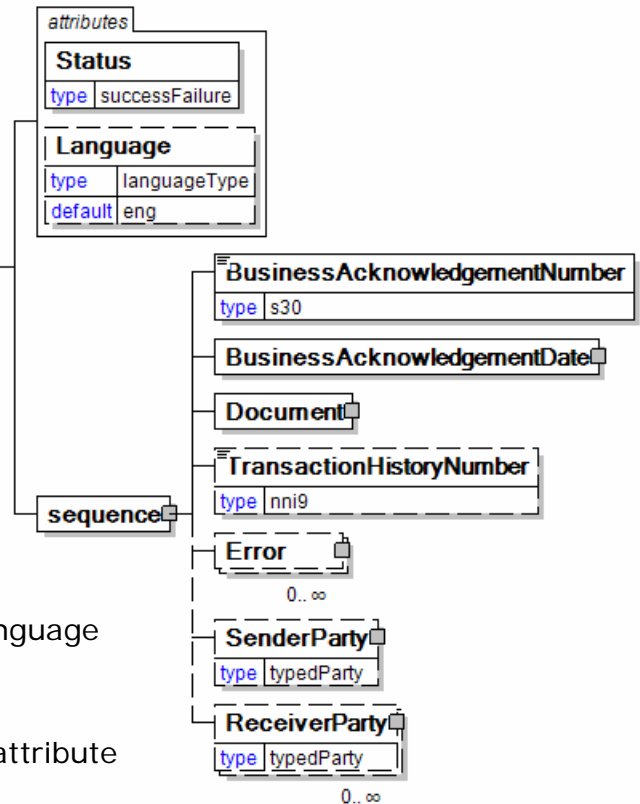 attributes
Status
type successFailure
Language
type languageType
default eng
BusinessAcknowledgementNumber
type s30
BusinessAcknowledgementDate
Document
TransactionHistoryNumber
type nni9
sequence
Error
0.. ∞
nguage
SenderParty
type typedParty
attribute
ReceiverParty
type typedParty
0.. ∞